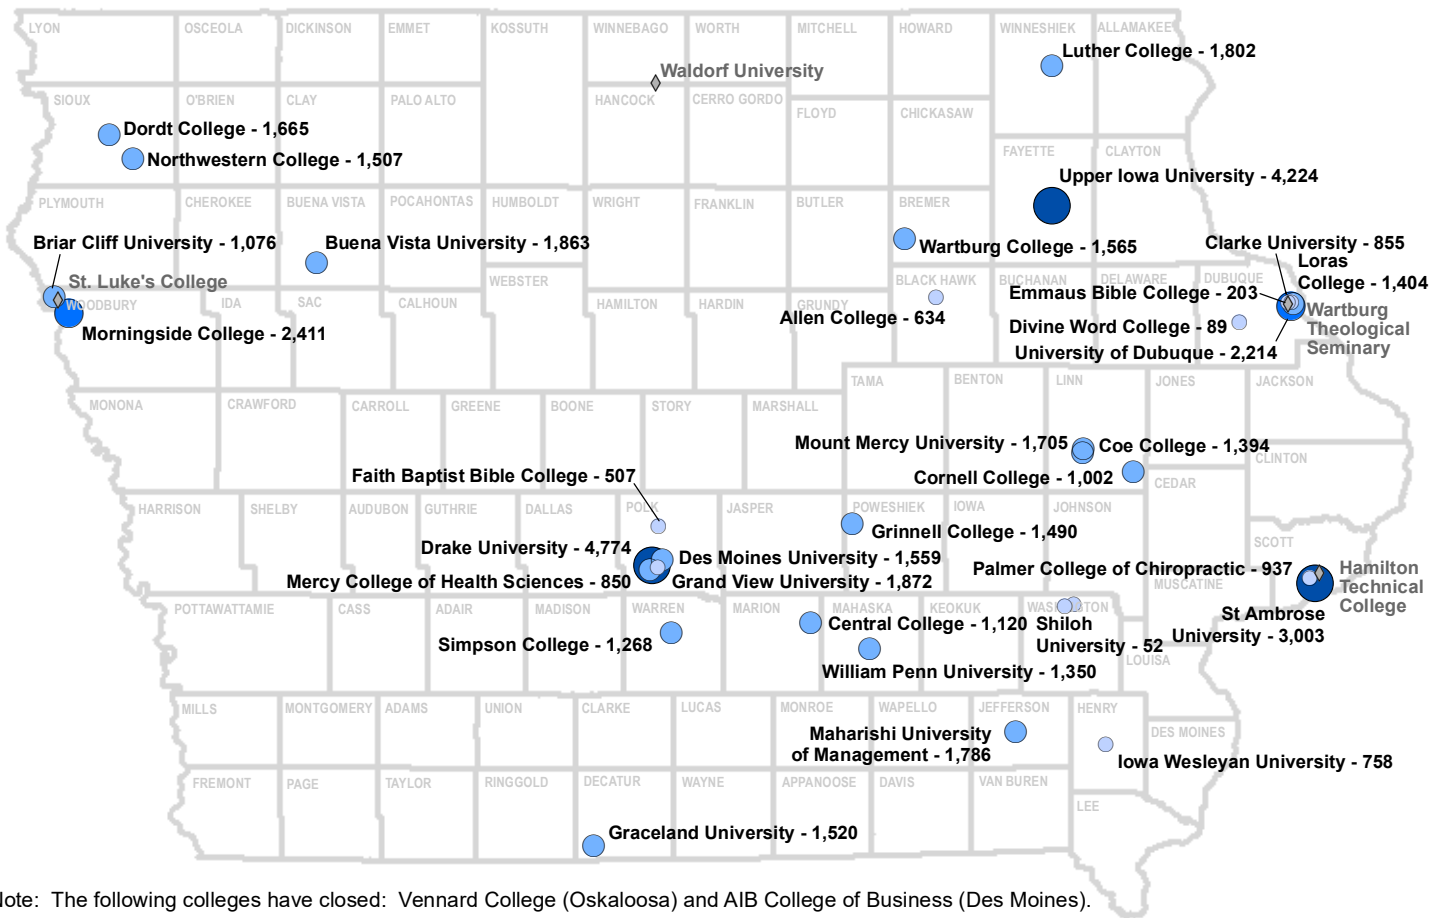 LYON
OSCEOLA
DICKINSON
EMMET
KOSSUTH
WINNEBAGO
WORTH
MITCHELL
HOWARD
WINNESHIEK
ALLAMAKEE
Luther College - 1,802
Waldorf University
SIOUX
O'BRIEN
CLAY
PALO ALTO
HANCOCK
CERRO GORDO
FLOYD
CHICKASAW
Dordt College - 1,665
Northwestern College - 1,507
FAYETTE
CLAYTON
Upper Iowa University - 4,224
PLYMOUTH
CHEROKEE
BUENA VISTA
POCAHONTAS
HUMBOLDT
WRIGHT
FRANKLIN
BUTLER
BREMER
Briar Cliff University - 1,076
Buena Vista University - 1,863
Wartburg College - 1,565
Clarke University - 855
Loras
College - 1,404
St. Luke's College
WEBSTER
BLACK HAWK
BUCHANAN
DELAWARE
DUBUQUE
Emmaus Bible College - 203
WOODBURY
IDA
SAC
CALHOUN
HAMILTON
HARDIN
GRUNDY
Allen College - 634
Wartburg
Theological
Seminary
Divine Word College - 89
Morningside College - 2,411
University of Dubuque - 2,214
TAMA
BENTON
LINN
JONES
JACKSON
MONONA
CRAWFORD
CARROLL
GREENE
BOONE
STORY
MARSHALL
Mount Mercy University - 1,705
Coe College - 1,394
CLINTON
Cornell College - 1,002
CEDAR
Faith Baptist Bible College - 507
HARRISON
SHELBY
AUDUBON
GUTHRIE
DALLAS
POLK
JASPER
POWESHIEK
IOWA
JOHNSON
Grinnell College - 1,490
SCOTT
Drake University - 4,774
Des Moines University - 1,559
Palmer College of Chiropractic - 937
Hamilton
Technical
College
Mercy College of Health Sciences - 850
Grand View University - 1,872
MUSCATINE
POTTAWATTAMIE
CASS
ADAIR
MADISON
WARREN
MARION
MAHASKA
KEOKUK
WASHINGTON
St Ambrose
University - 3,003
Central College - 1,120
Shiloh
University - 52
Simpson College - 1,268
LOUISA
William Penn University - 1,350
MILLS
MONTGOMERY
ADAMS
UNION
CLARKE
LUCAS
MONROE
WAPELLO
JEFFERSON
HENRY
DES MOINES
Maharishi University
of Management - 1,786
Iowa Wesleyan University - 758
FREMONT
PAGE
TAYLOR
RINGGOLD
DECATUR
WAYNE
APPANOOSE
DAVIS
VAN BUREN
LEE
Graceland University - 1,520
Note: The following colleges have closed: Vennard College (Oskaloosa) and AIB College of Business (Des Moines).